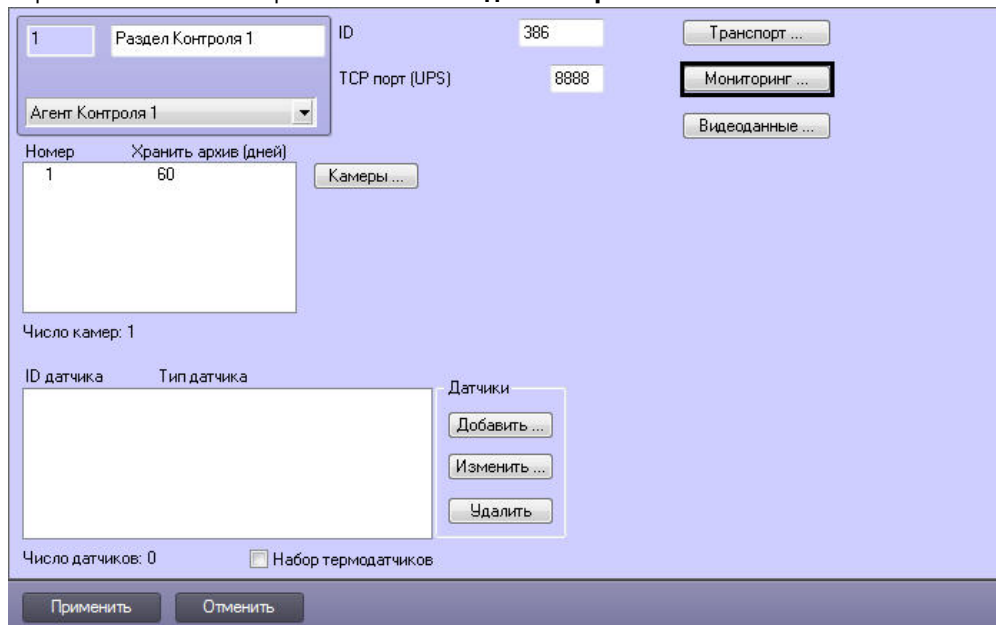 1 Раздел Контроля 1 ID 386 Транспорт ...
TCP порт (UPS) 8888 Мониторинг ...
Агент Контроля 1 Видеоданные ...
Номер Хранить архив (дней)
1 60 Камеры ...
Число камер: 1
ID датчика Тип датчика
Датчики
Добавить ...
Изменить ...
Удалить
Число датчиков: 0 Набор термодатчиков
Применить Отменить